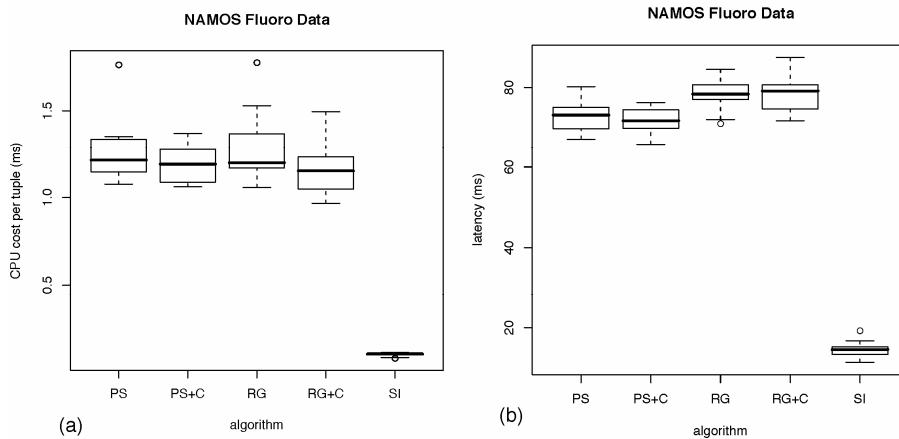 NAMOS Fluoro Data
CPU cost per tuple (ms)
1.5
1.0
0.5
PS PS+C RG RG+C SI
algorithm
(a)
NAMOS Fluoro Data
latency (ms)
80
60
40
20
PS PS+C RG RG+C SI
algorithm
(b)